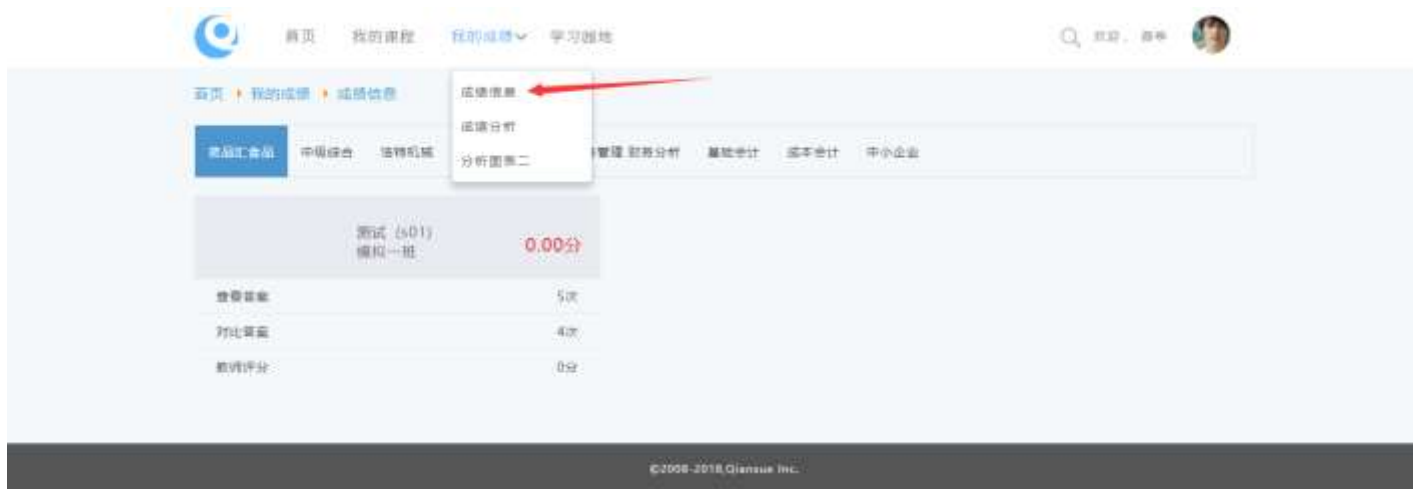 首页 我的课程 我的成绩 学习园地
首页 我的成绩 成绩信息
成绩信息
成绩分析
分析图表二
中级综合 管理 财务分析 基础会计 成本会计 中小企业
测试 (s01)
模拟一班
0.00分
查看答案 5次
对比答案 4次
教师评分 0分
©2008-2018,Qiansue Inc.